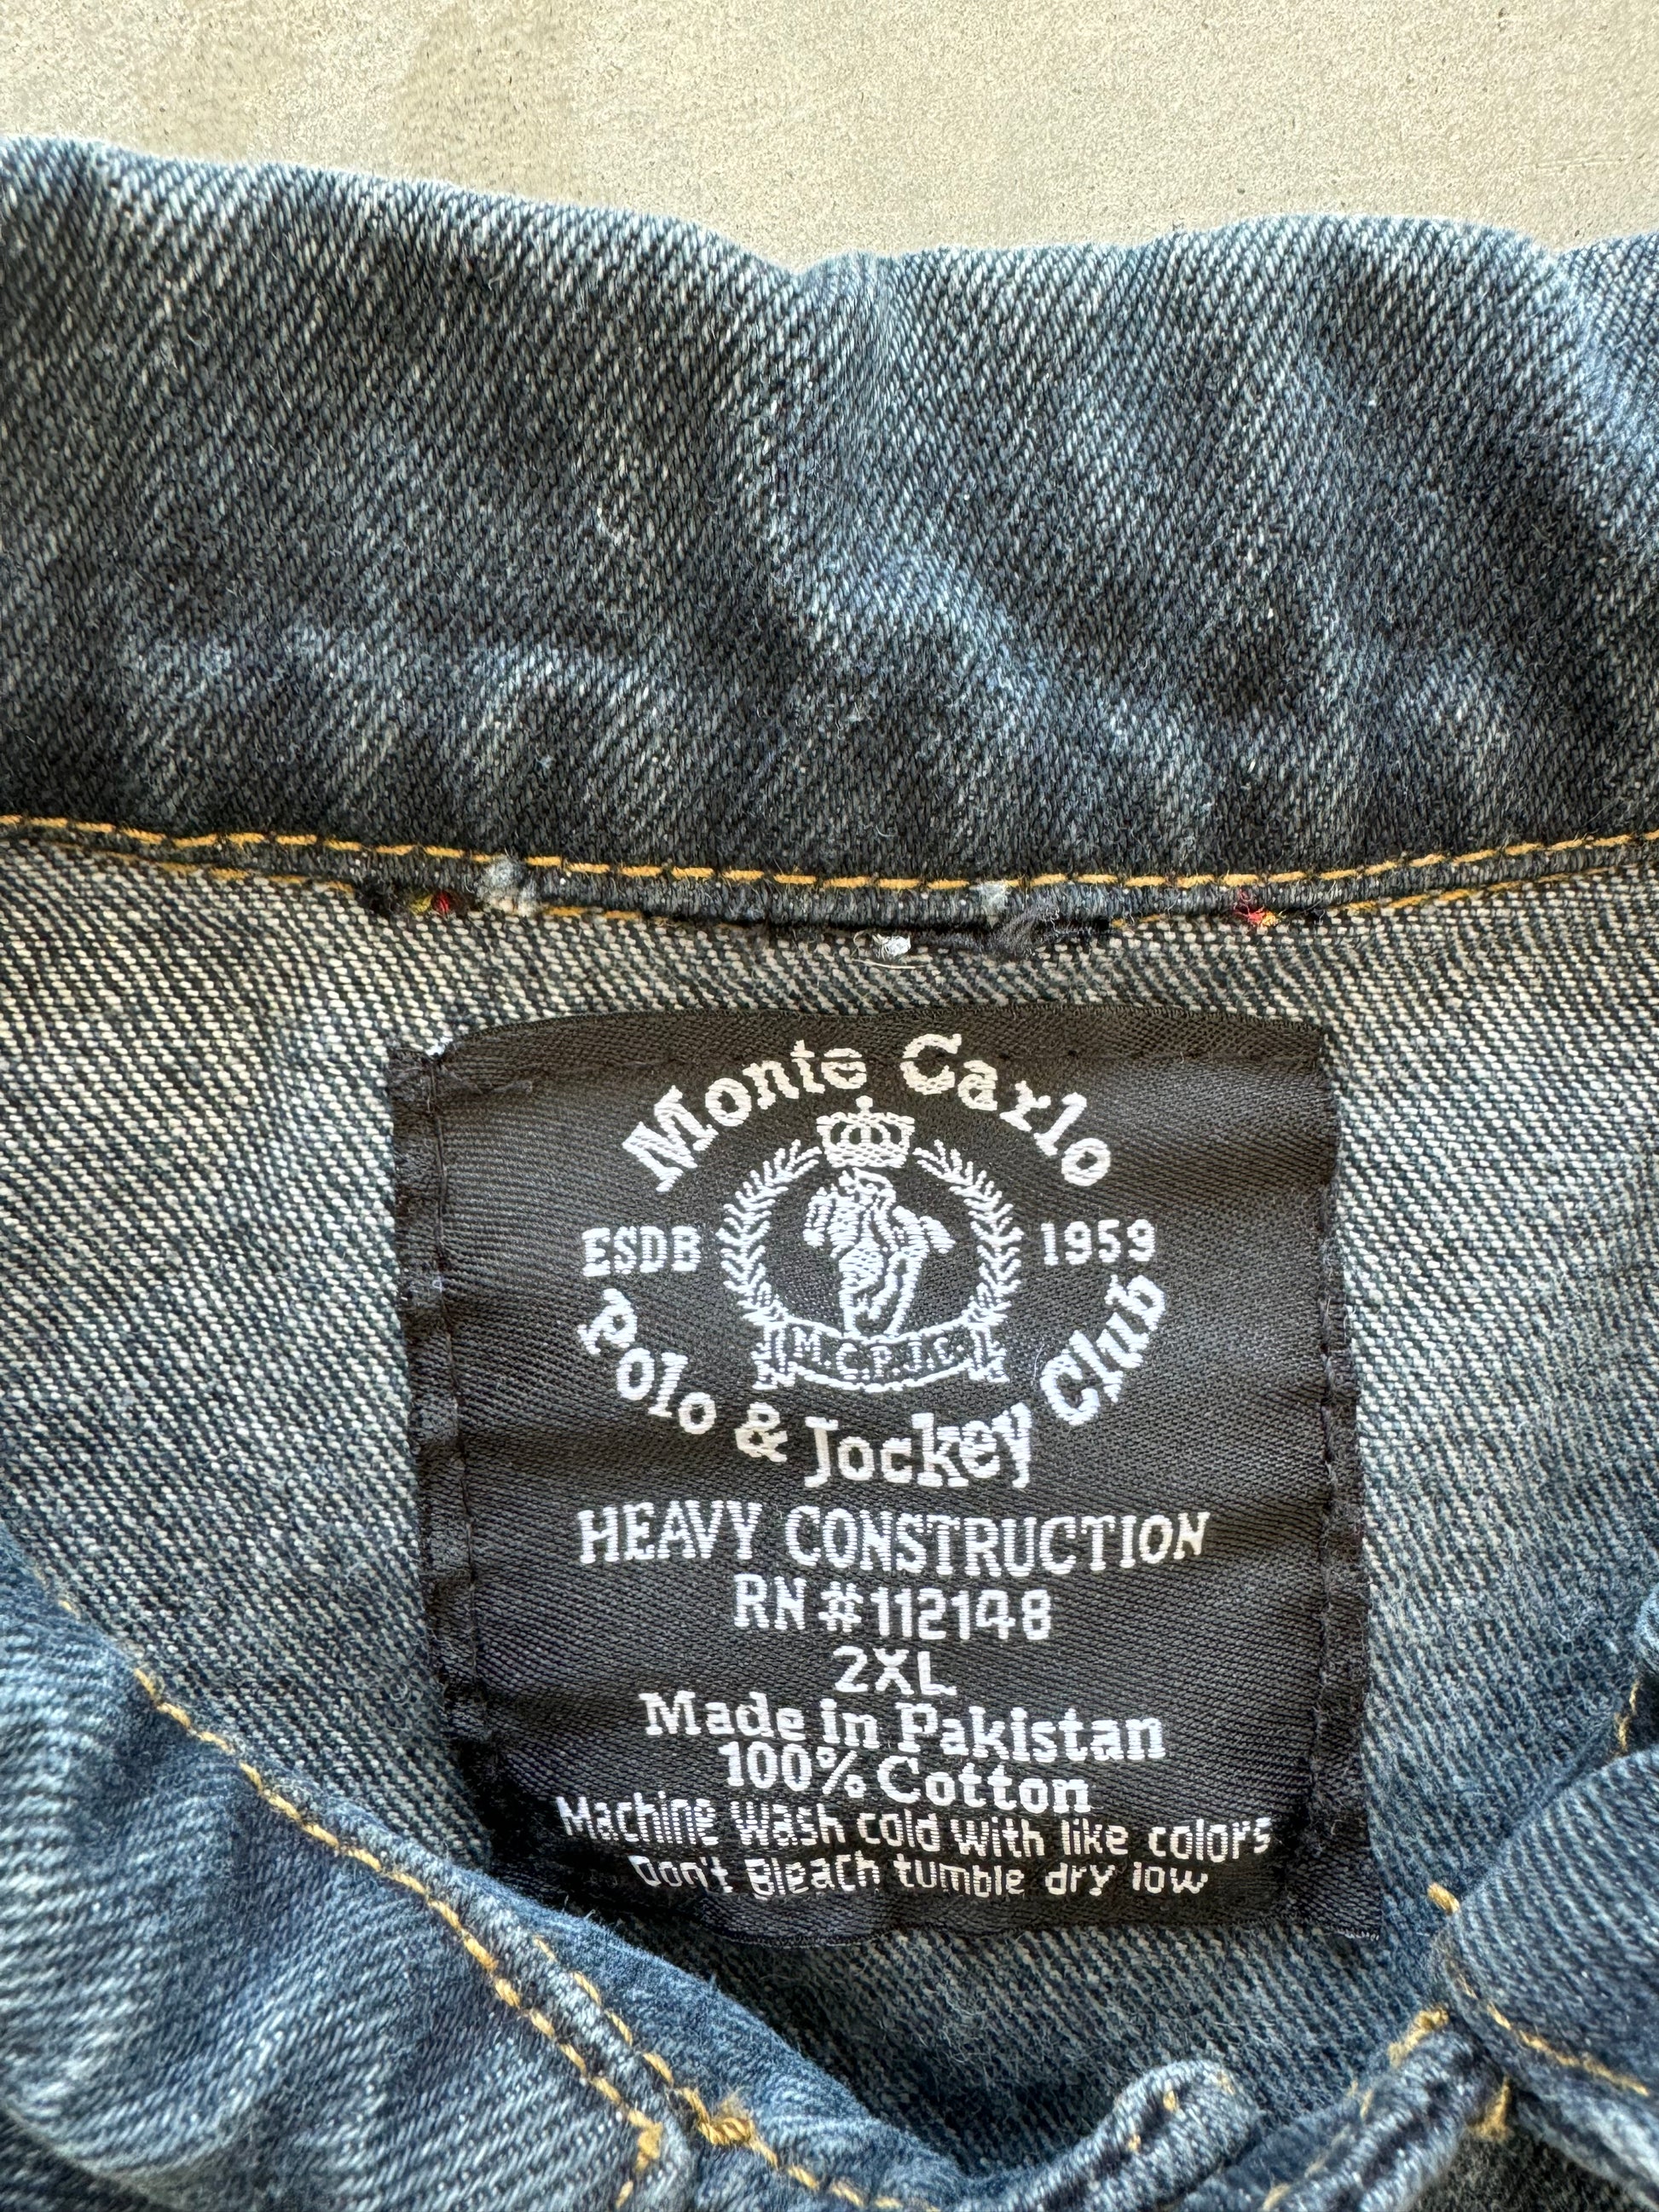 Monte Carlo
ESDB 1959
M.C.P.J.C.
Polo & Jockey Club
HEAVY CONSTRUCTION
RN #112148
2XL
Made in Pakistan
100% Cotton
Machine Wash cold with like colors
Don't Bleach tumble dry low